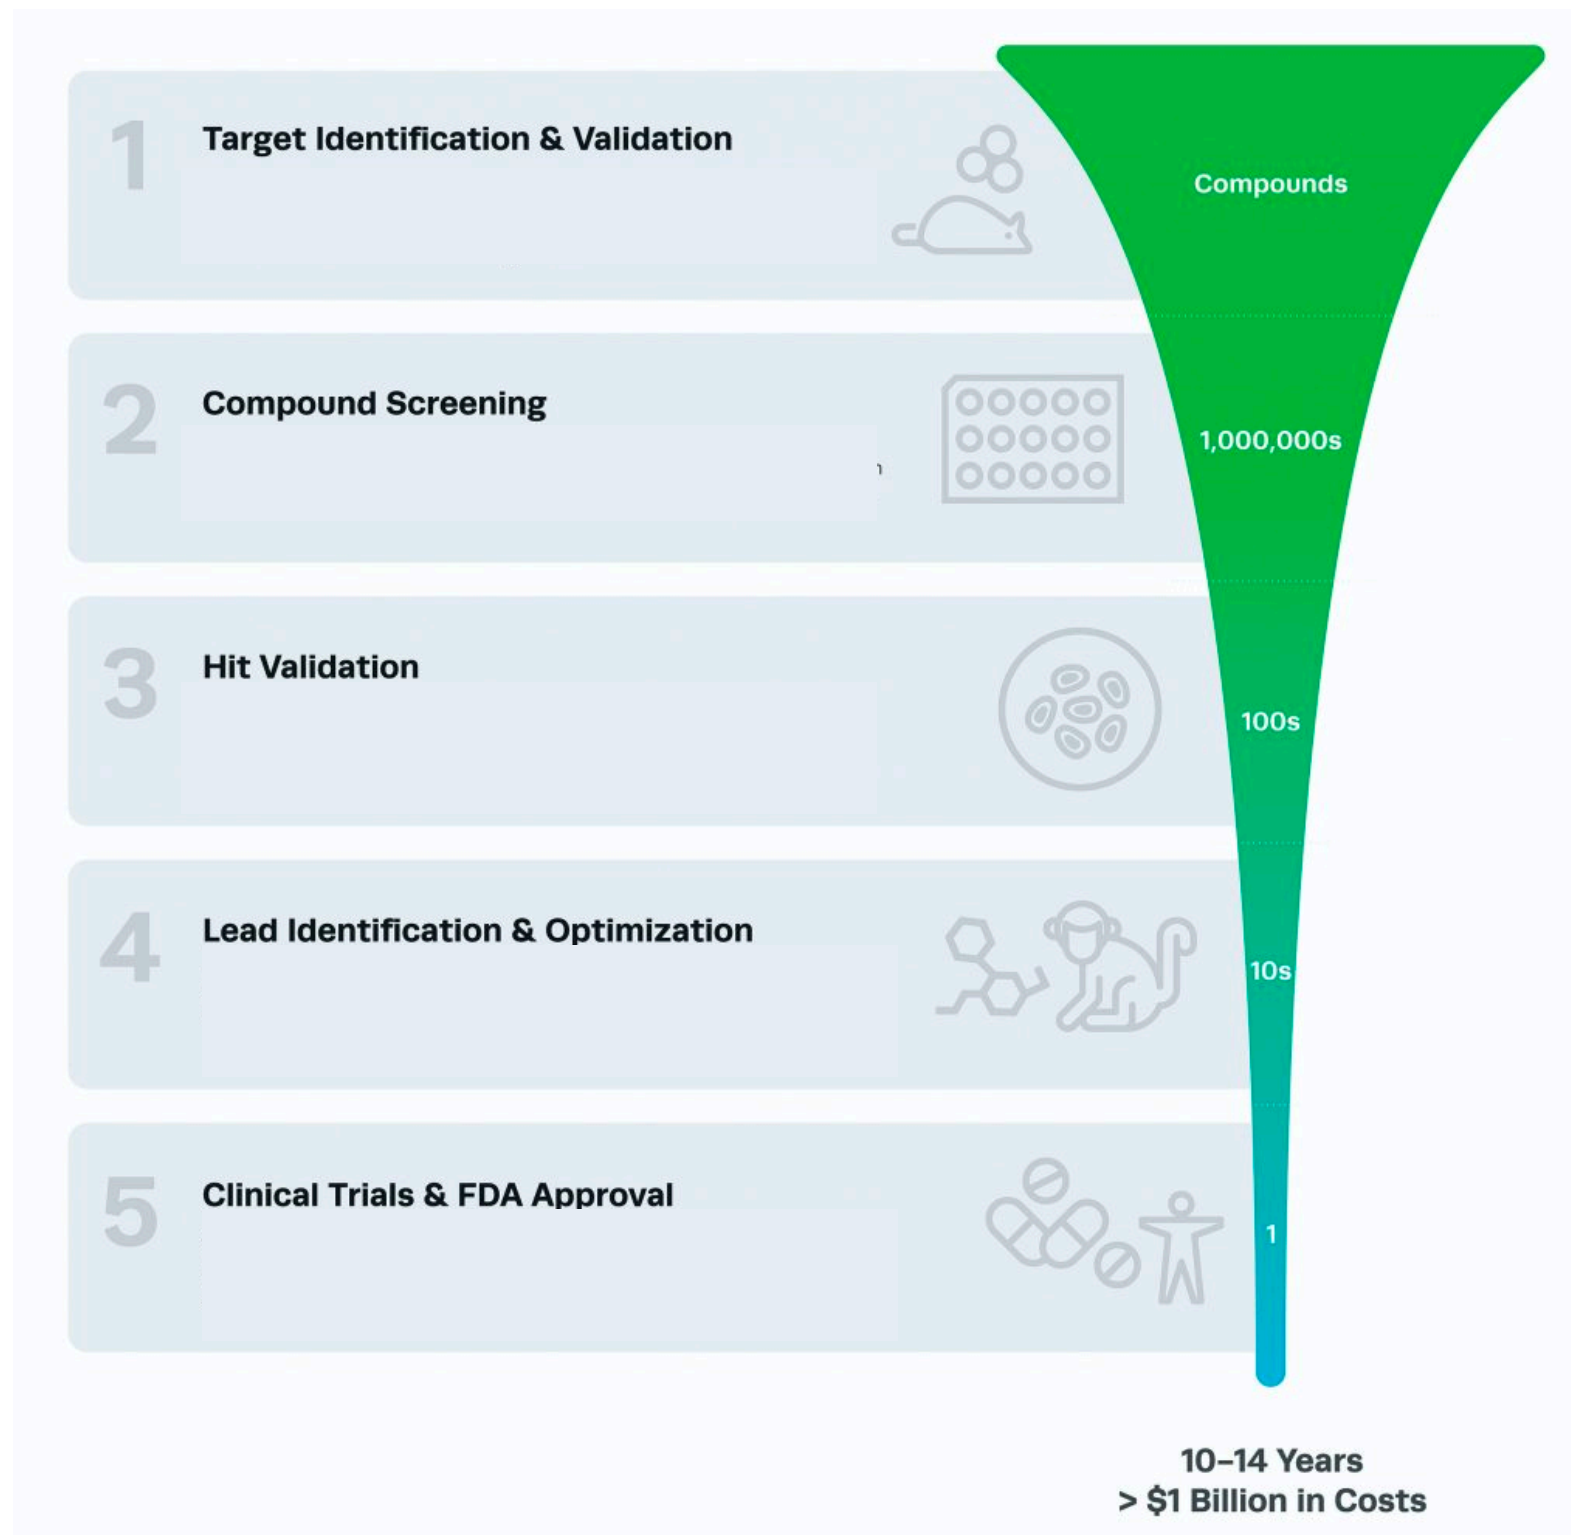 1
Target Identification & Validation
Compounds
2
Compound Screening
1,000,000s
3
Hit Validation
100s
4
Lead Identification & Optimization
10s
5
Clinical Trials & FDA Approval
1
10–14 Years
> $1 Billion in Costs